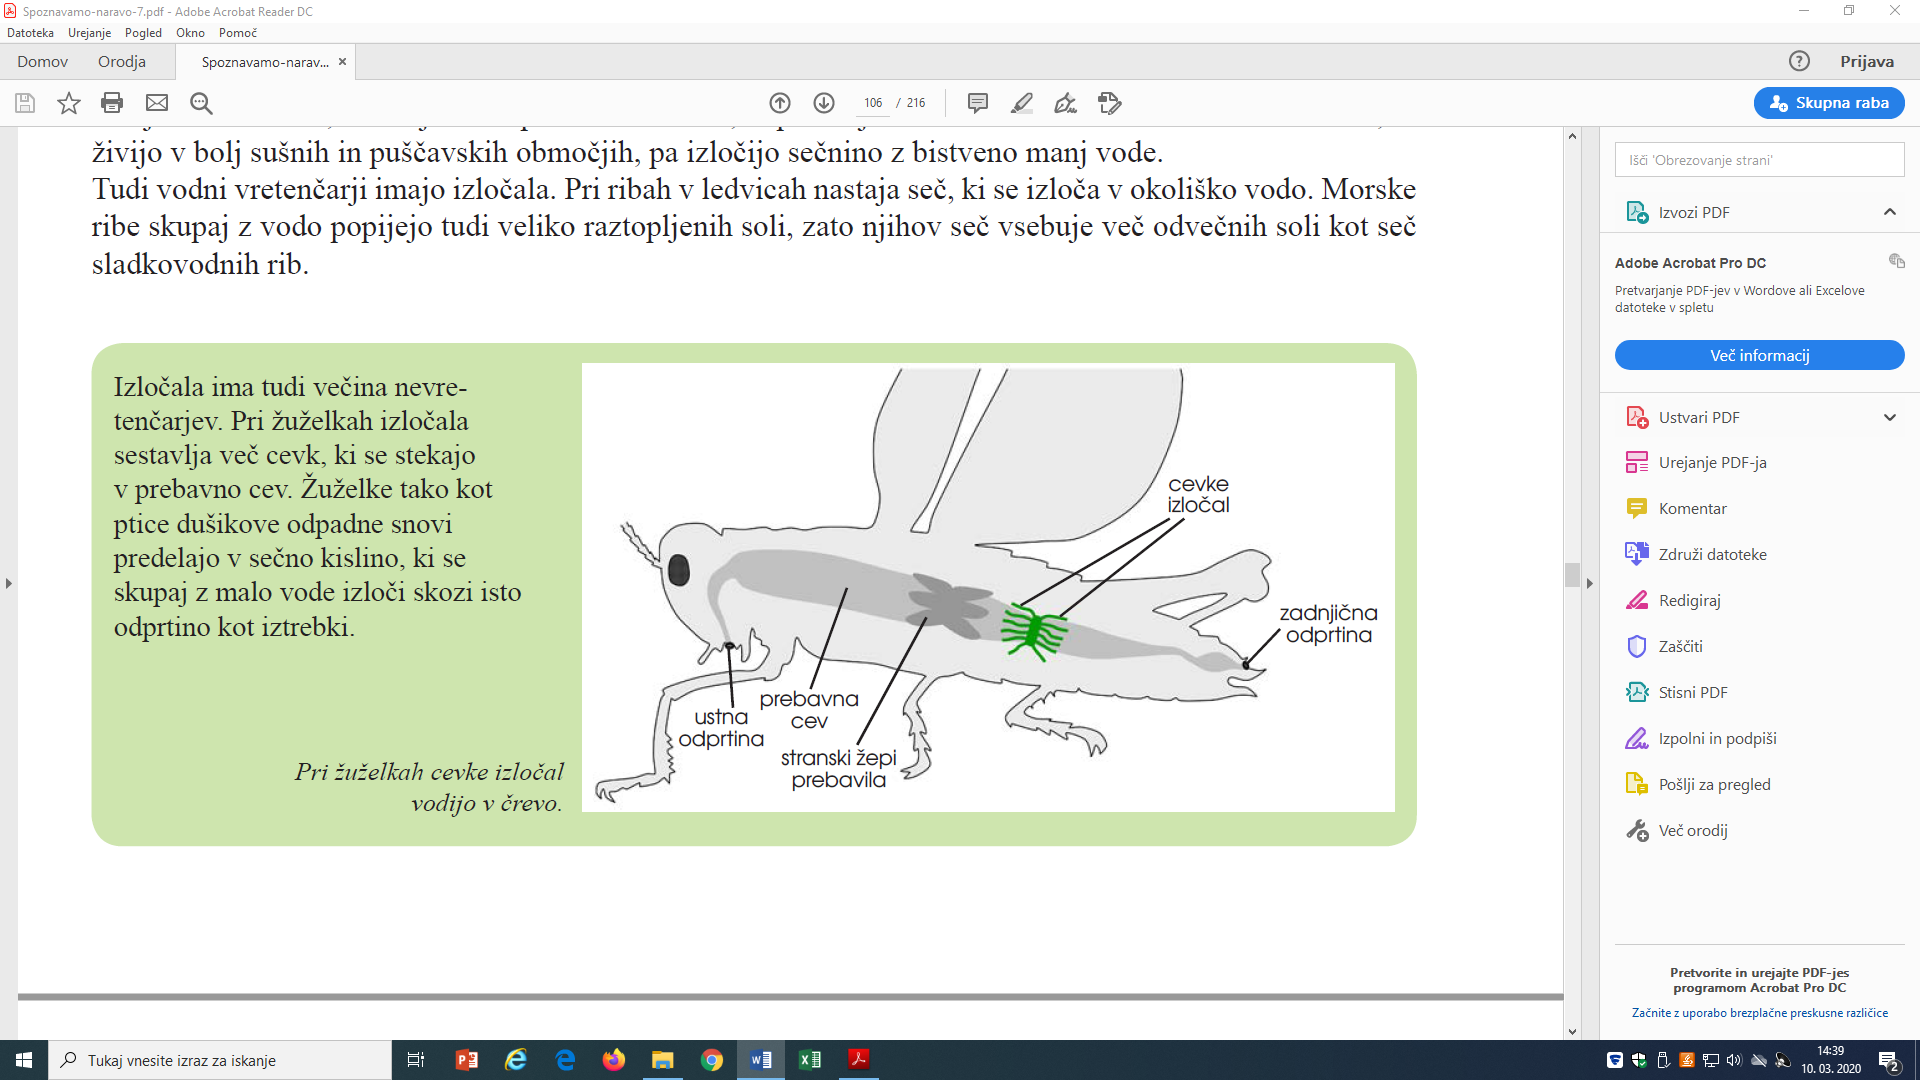 Spoznavamo-naravo-7.pdf - Adobe Acrobat Reader DC
Datoteka Urejanje Pogled Okno Pomoč
Domov Orodja Spoznavamo-narav... Prijava
106 / 216 Skupna raba
živijo v bolj sušnih in puščavskih območjih, pa izločijo sečnino z bistveno manj vode.
Tudi vodni vretenčarji imajo izločala. Pri ribah v ledvicah nastaja seč, ki se izloča v okoliško vodo. Morske
ribe skupaj z vodo popijejo tudi veliko raztopljenih soli, zato njihov seč vsebuje več odvečnih soli kot seč
sladkovodnih rib.
Izločala ima tudi večina nevre-
tenčarjev. Pri žuželkah izločala
sestavlja več cevk, ki se stekajo
v prebavno cev. Žuželke tako kot
ptice dušikove odpadne snovi
predelajo v sečno kislino, ki se
skupaj z malo vode izloči skozi isto
odprtino kot iztrebki.
Pri žuželkah cevke izločal
vodijo v črevo.
cevke
izločal
zadnjična
odprtina
prebavna
cev
ustna
odprtina
stranski žepi
prebavila
Išči 'Obrezovanje strani'
Izvozi PDF
Adobe Acrobat Pro DC
Pretvarjanje PDF-jev v Wordove ali Excelove
datoteke v spletu
Več informacij
Ustvari PDF
Urejanje PDF-ja
Komentar
Združi datoteke
Redigiraj
Zaščiti
Stisni PDF
Izpolni in podpiši
Pošlji za pregled
Več orodij
Pretvorite in urejajte PDF-jes
programom Acrobat Pro DC
Začnite z uporabo brezplačne preskusne različice
Tukaj vnesite izraz za iskanje
14:39
10. 03. 2020
2